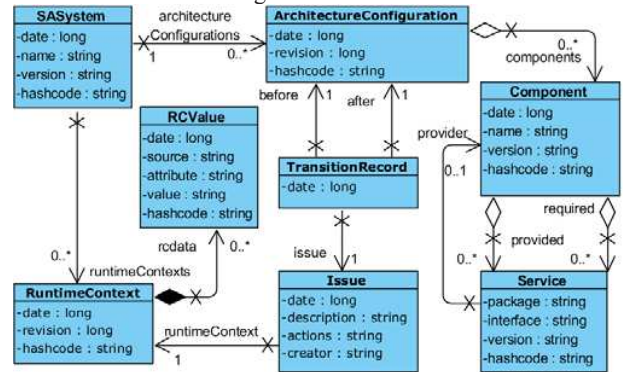 SASystem
-date : long
-name : string
-version : string
-hashcode : string
architecture
Configurations
1
0..*
ArchitectureConfiguration
-date : long
-revision : long
-hashcode : string
0..*
components
before
1
after
1
Component
-date : long
-name : string
-version : string
-hashcode : string
provider
0..1
RCValue
-date : long
-source : string
-attribute : string
-value : string
-hashcode : string
TransitionRecord
-date : long
required
provided
0..*
0..*
rcdata
0..*
issue
1
0..*
runtimeContexts
RuntimeContext
-date : long
-revision : long
-hashcode : string
runtimeContext
1
Issue
-date : long
-description : string
-actions : string
-creator : string
Service
-package : string
-interface : string
-version : string
-hashcode : string